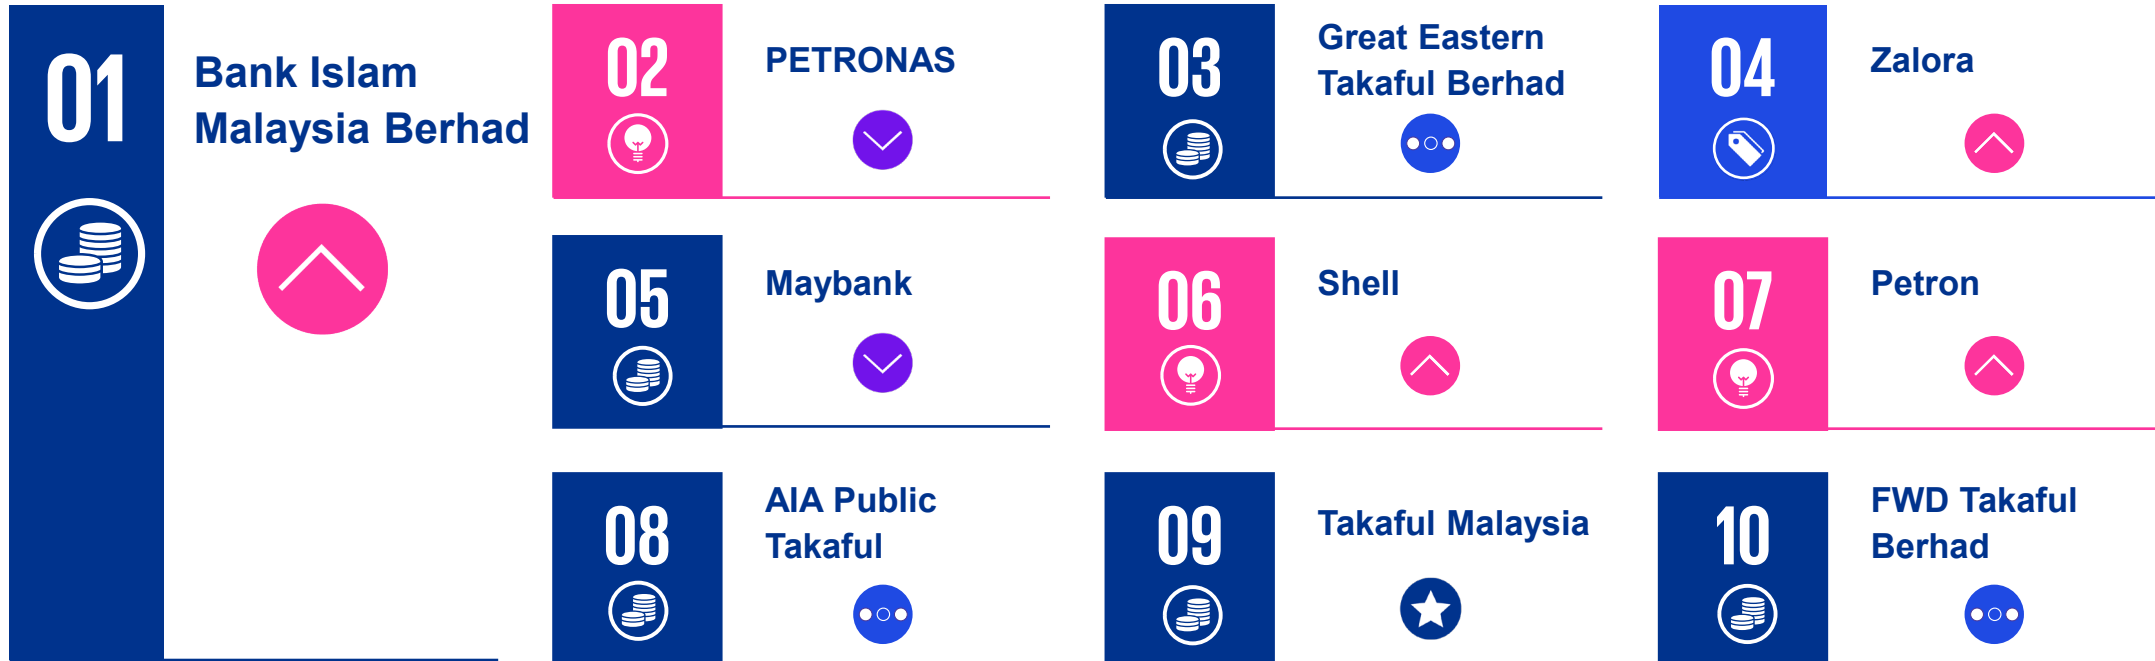 01
Bank Islam
Malaysia Berhad
02
PETRONAS
03
Great Eastern
Takaful Berhad
04
Zalora
05
Maybank
06
Shell
07
Petron
08
AIA Public
Takaful
09
Takaful Malaysia
10
FWD Takaful
Berhad